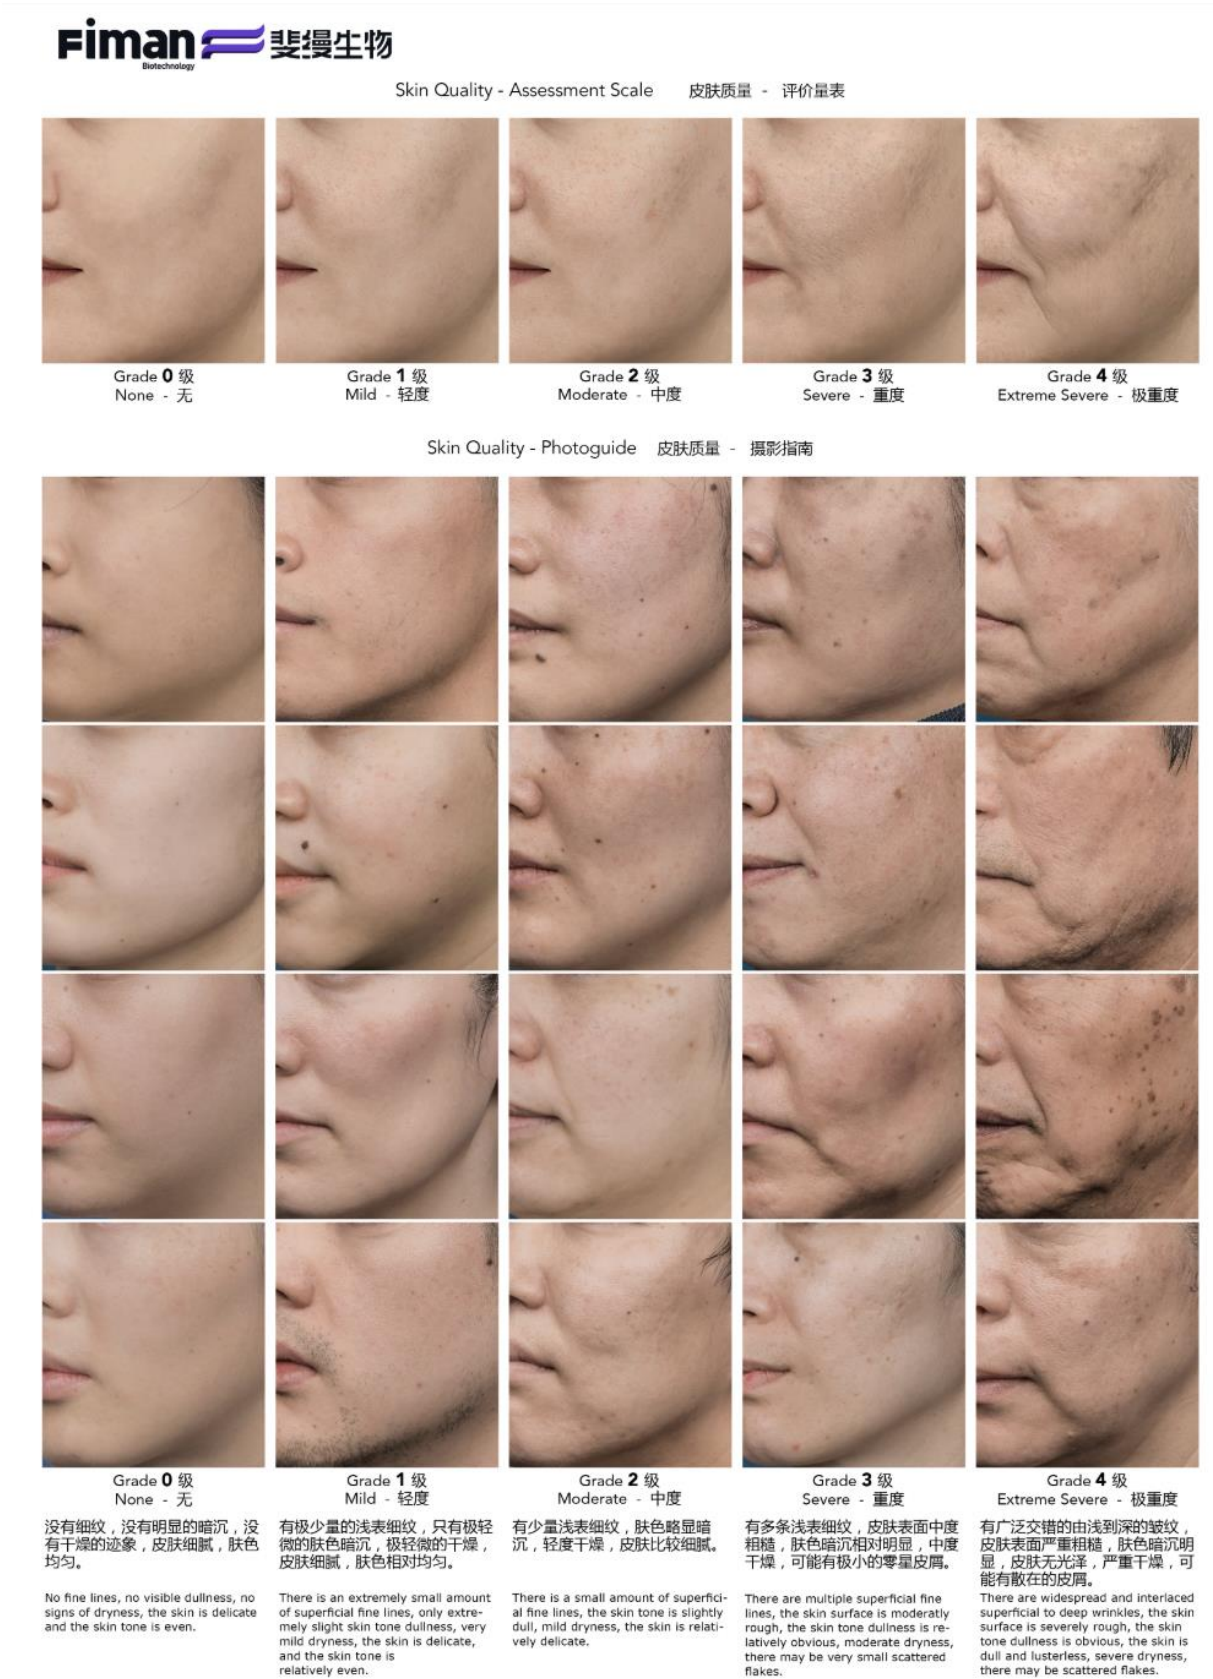 Fiman 斐缦生物
Biotechnology
Skin Quality - Assessment Scale 皮肤质量 - 评价量表
Grade 0 级
None - 无
Grade 1 级
Mild - 轻度
Grade 2 级
Moderate - 中度
Grade 3 级
Severe - 重度
Grade 4 级
Extreme Severe - 极重度
Skin Quality - Photoguide 皮肤质量 - 摄影指南
Grade 0 级
None - 无
没有细纹，没有明显的暗沉，没
有干燥的迹象，皮肤细腻，肤色
均匀。
No fine lines, no visible dullness, no
signs of dryness, the skin is delicate
and the skin tone is even.
Grade 1 级
Mild - 轻度
有极少量的浅表细纹，只有极轻
微的肤色暗沉，极轻微的干燥，
皮肤细腻，肤色相对均匀。
There is an extremely small amount
of superficial fine lines, only extre-
mely slight skin tone dullness, very
mild dryness, the skin is delicate,
and the skin tone is
relatively even.
Grade 2 级
Moderate - 中度
有少量浅表细纹，肤色略显暗
沉，轻度干燥，皮肤比较细腻。
There is a small amount of superfici-
al fine lines, the skin tone is slightly
dull, mild dryness, the skin is relati-
vely delicate.
Grade 3 级
Severe - 重度
有多条浅表细纹，皮肤表面中度
粗糙，肤色暗沉相对明显，中度
干燥，可能有极小的零星皮屑。
There are multiple superficial fine
lines, the skin surface is moderately
rough, the skin tone dullness is re-
latively obvious, moderate dryness,
there may be very small scattered
flakes.
Grade 4 级
Extreme Severe - 极重度
有广泛交错的由浅到深的皱纹，
皮肤表面严重粗糙，肤色暗沉明
显，皮肤无光泽，严重干燥，可
能有散在的皮屑。
There are widespread and interlaced
superficial to deep wrinkles, the skin
surface is severely rough, the skin
tone dullness is obvious, the skin is
dull and lusterless, severe dryness,
there may be scattered flakes.